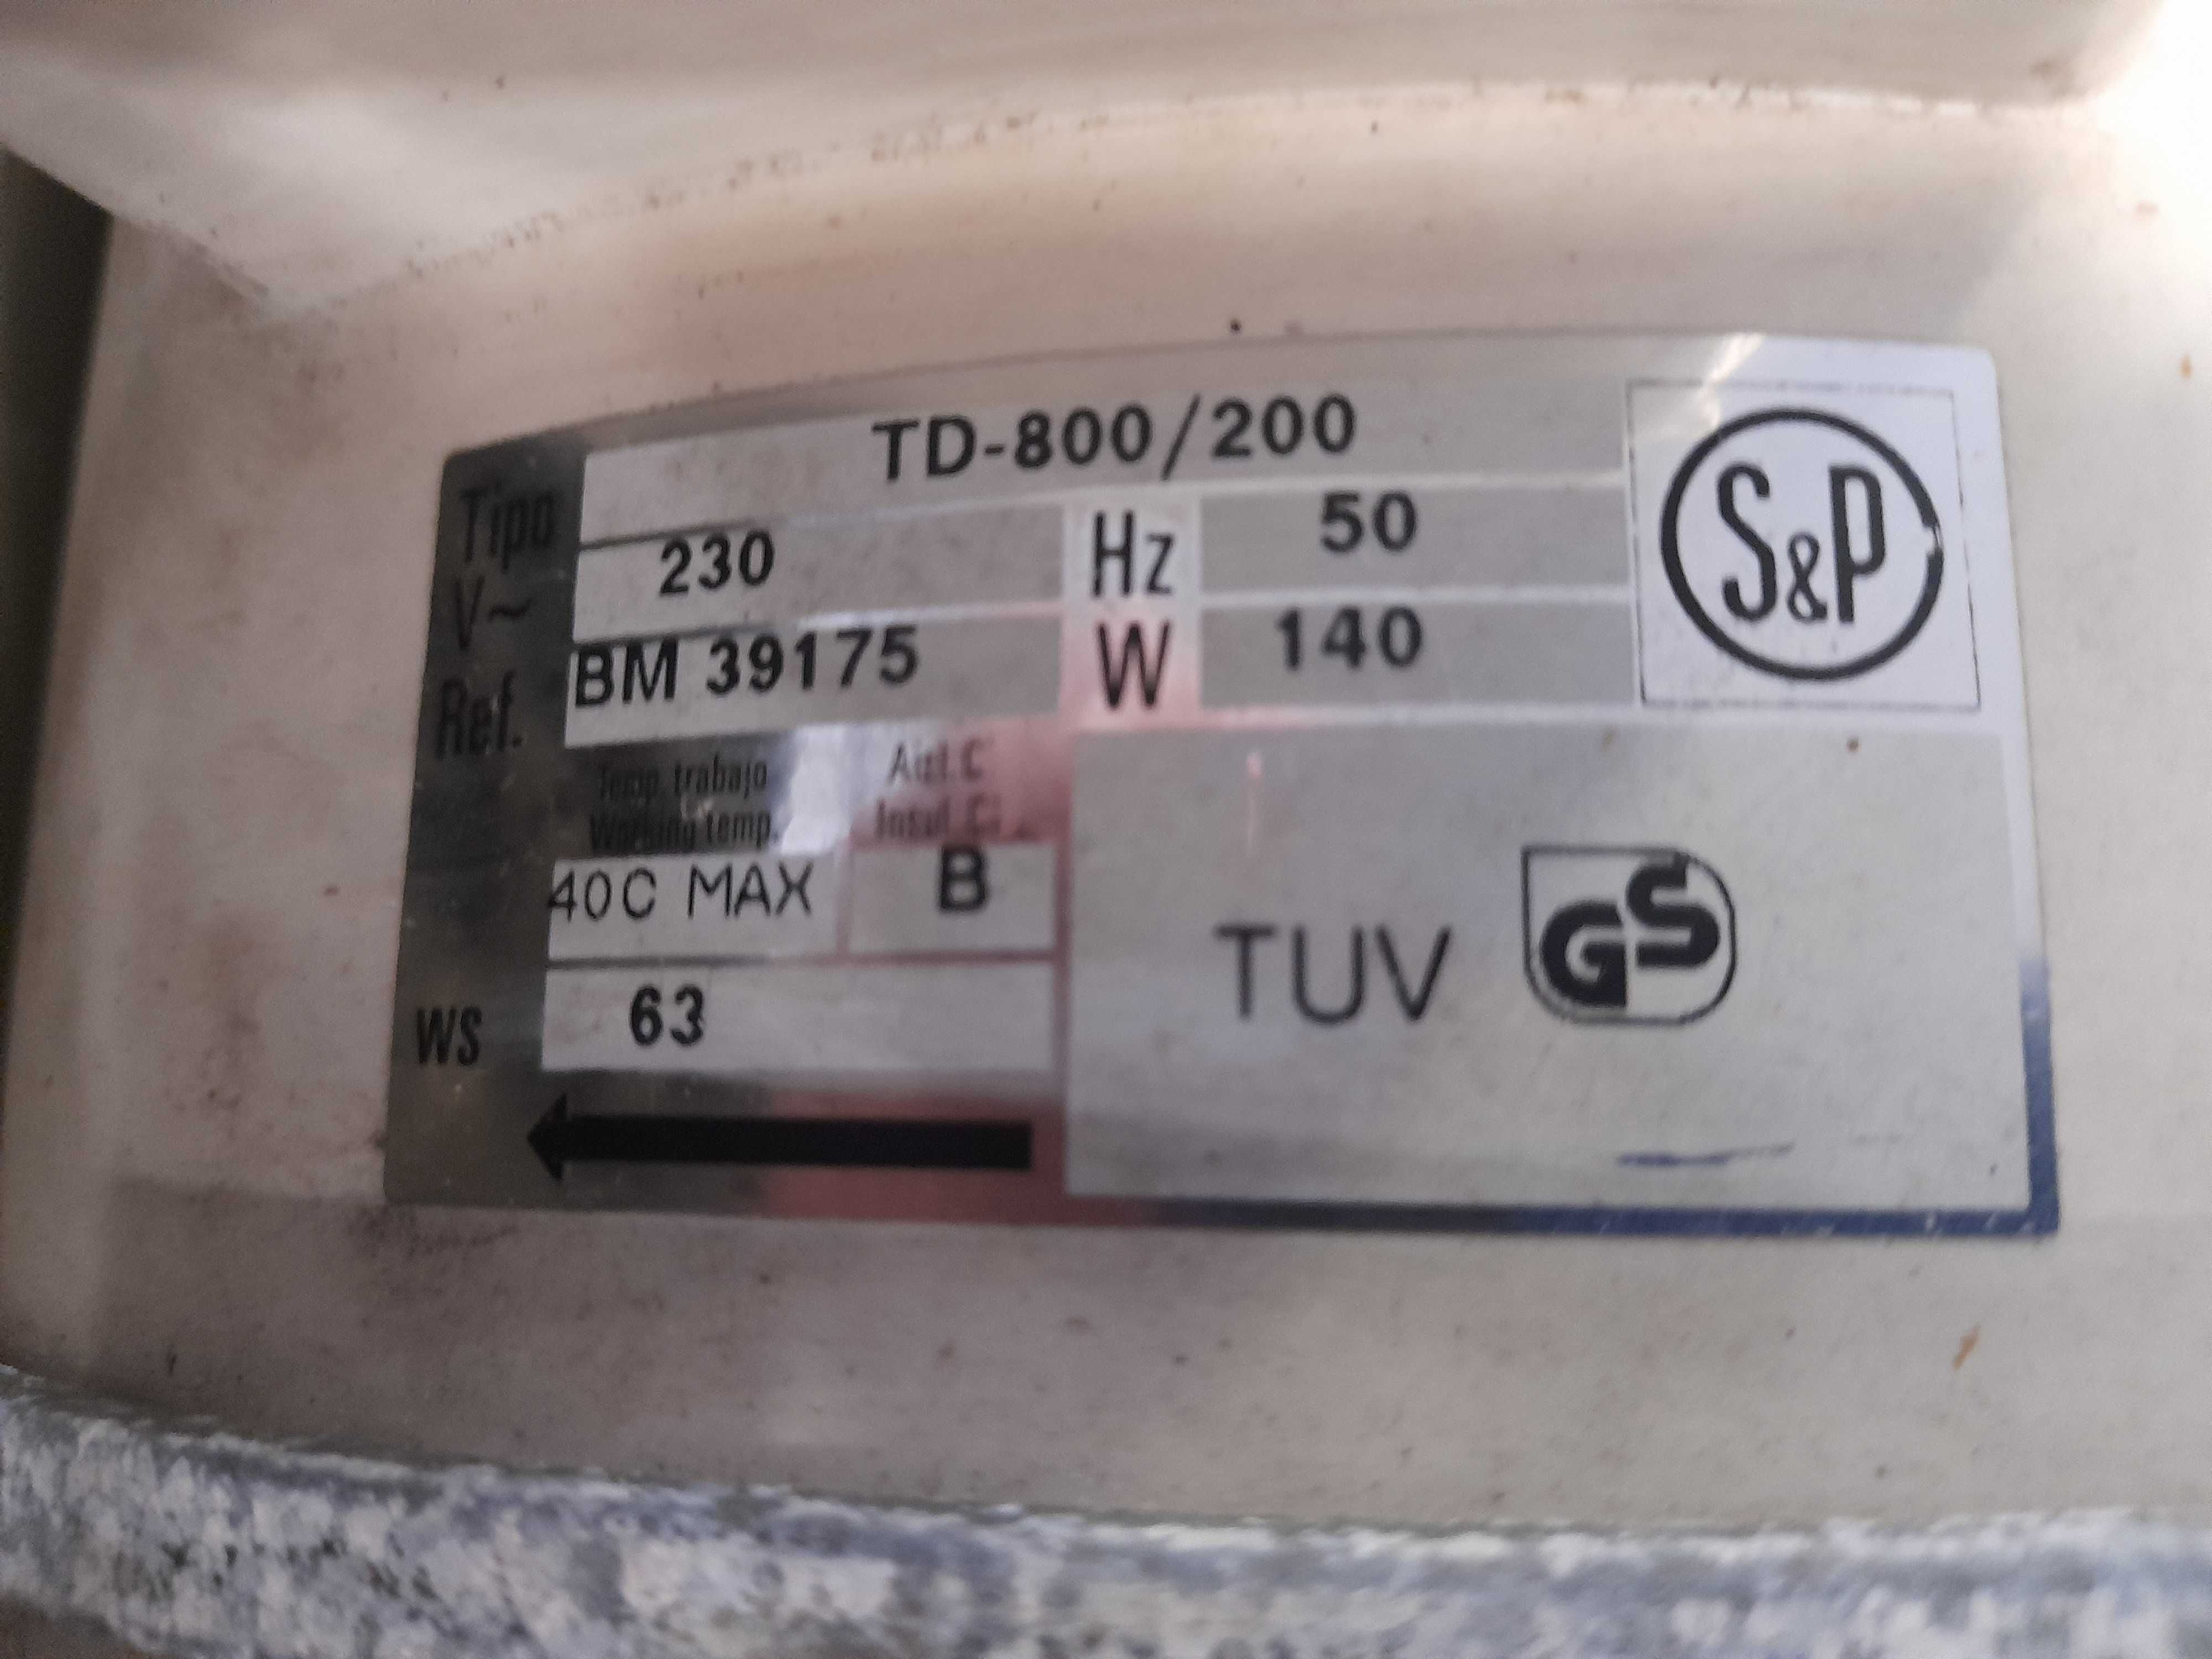 Tipo TD-800/200
V~ 230 Hz 50
Ref. BM 39175 W 140
S&P
Temp. trabajo
Working temp.
Aisl. C
Insul. Cl
40C MAX B
WS 63
TUV GS